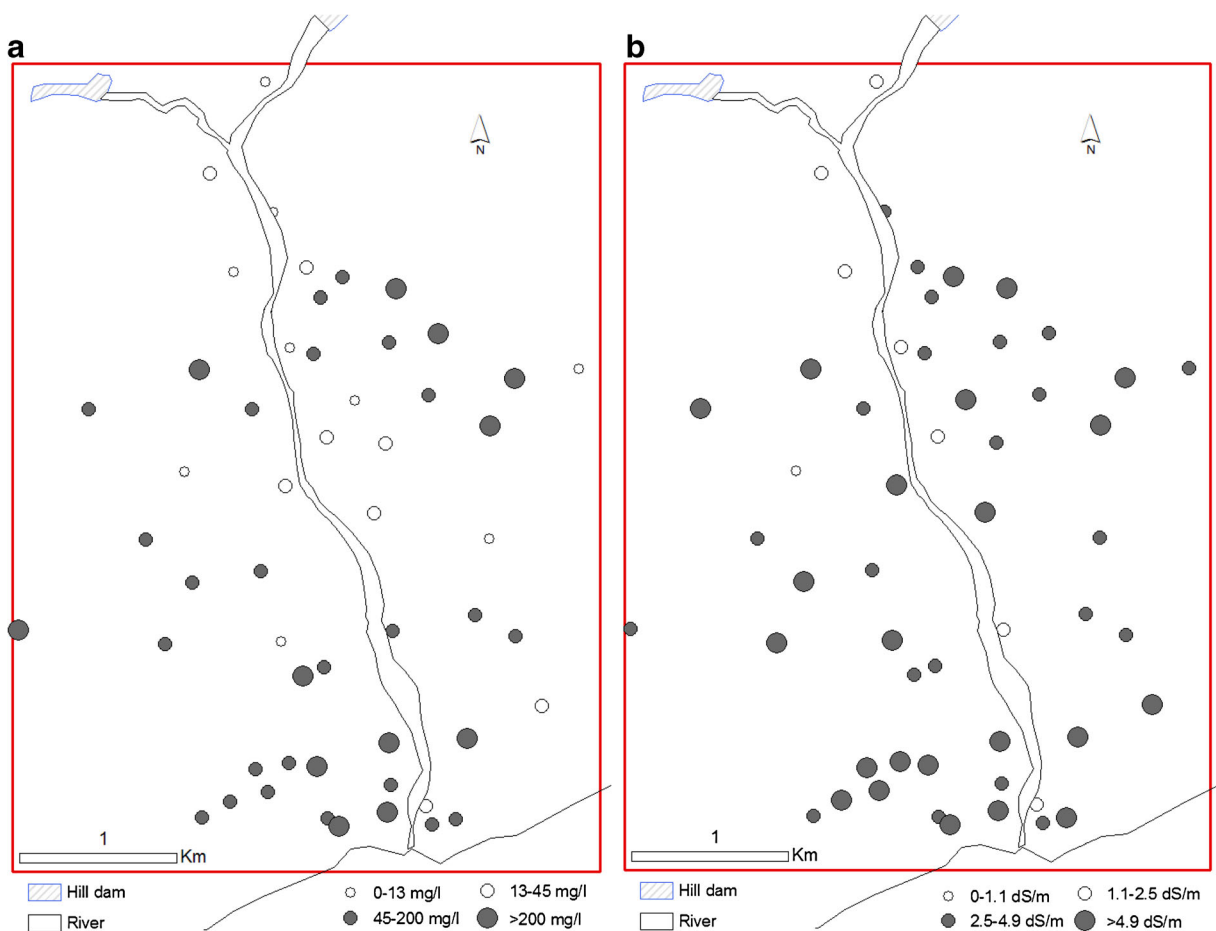 a
b
N
N
1
Km
1
Km
Hill dam
0-13 mg/l
13-45 mg/l
River
45-200 mg/l
>200 mg/l
Hill dam
0-1.1 dS/m
1.1-2.5 dS/m
River
2.5-4.9 dS/m
>4.9 dS/m